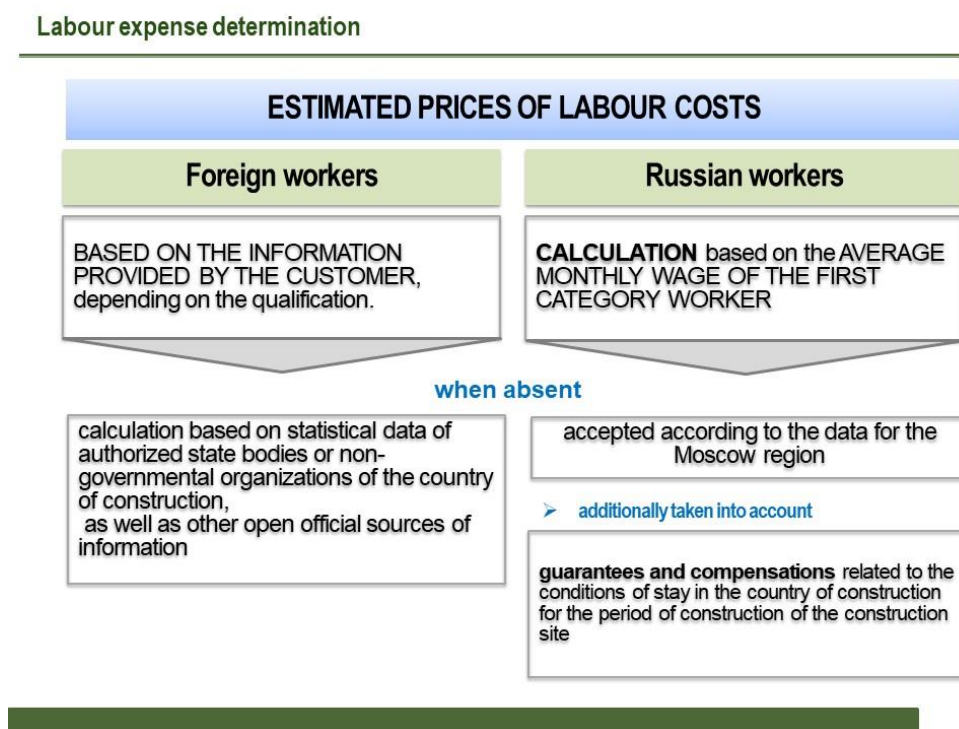 Labour expense determination
ESTIMATED PRICES OF LABOUR COSTS
Foreign workers
BASED ON THE INFORMATION
PROVIDED BY THE CUSTOMER,
depending on the qualification.
Russian workers
CALCULATION based on the AVERAGE
MONTHLY WAGE OF THE FIRST
CATEGORY WORKER
when absent
calculation based on statistical data of
authorized state bodies or non-
governmental organizations of the country
of construction,
as well as other open official sources of
information
accepted according to the data for the
Moscow region
additionally taken into account
guarantees and compensations related to the
conditions of stay in the country of construction
for the period of construction of the construction
site